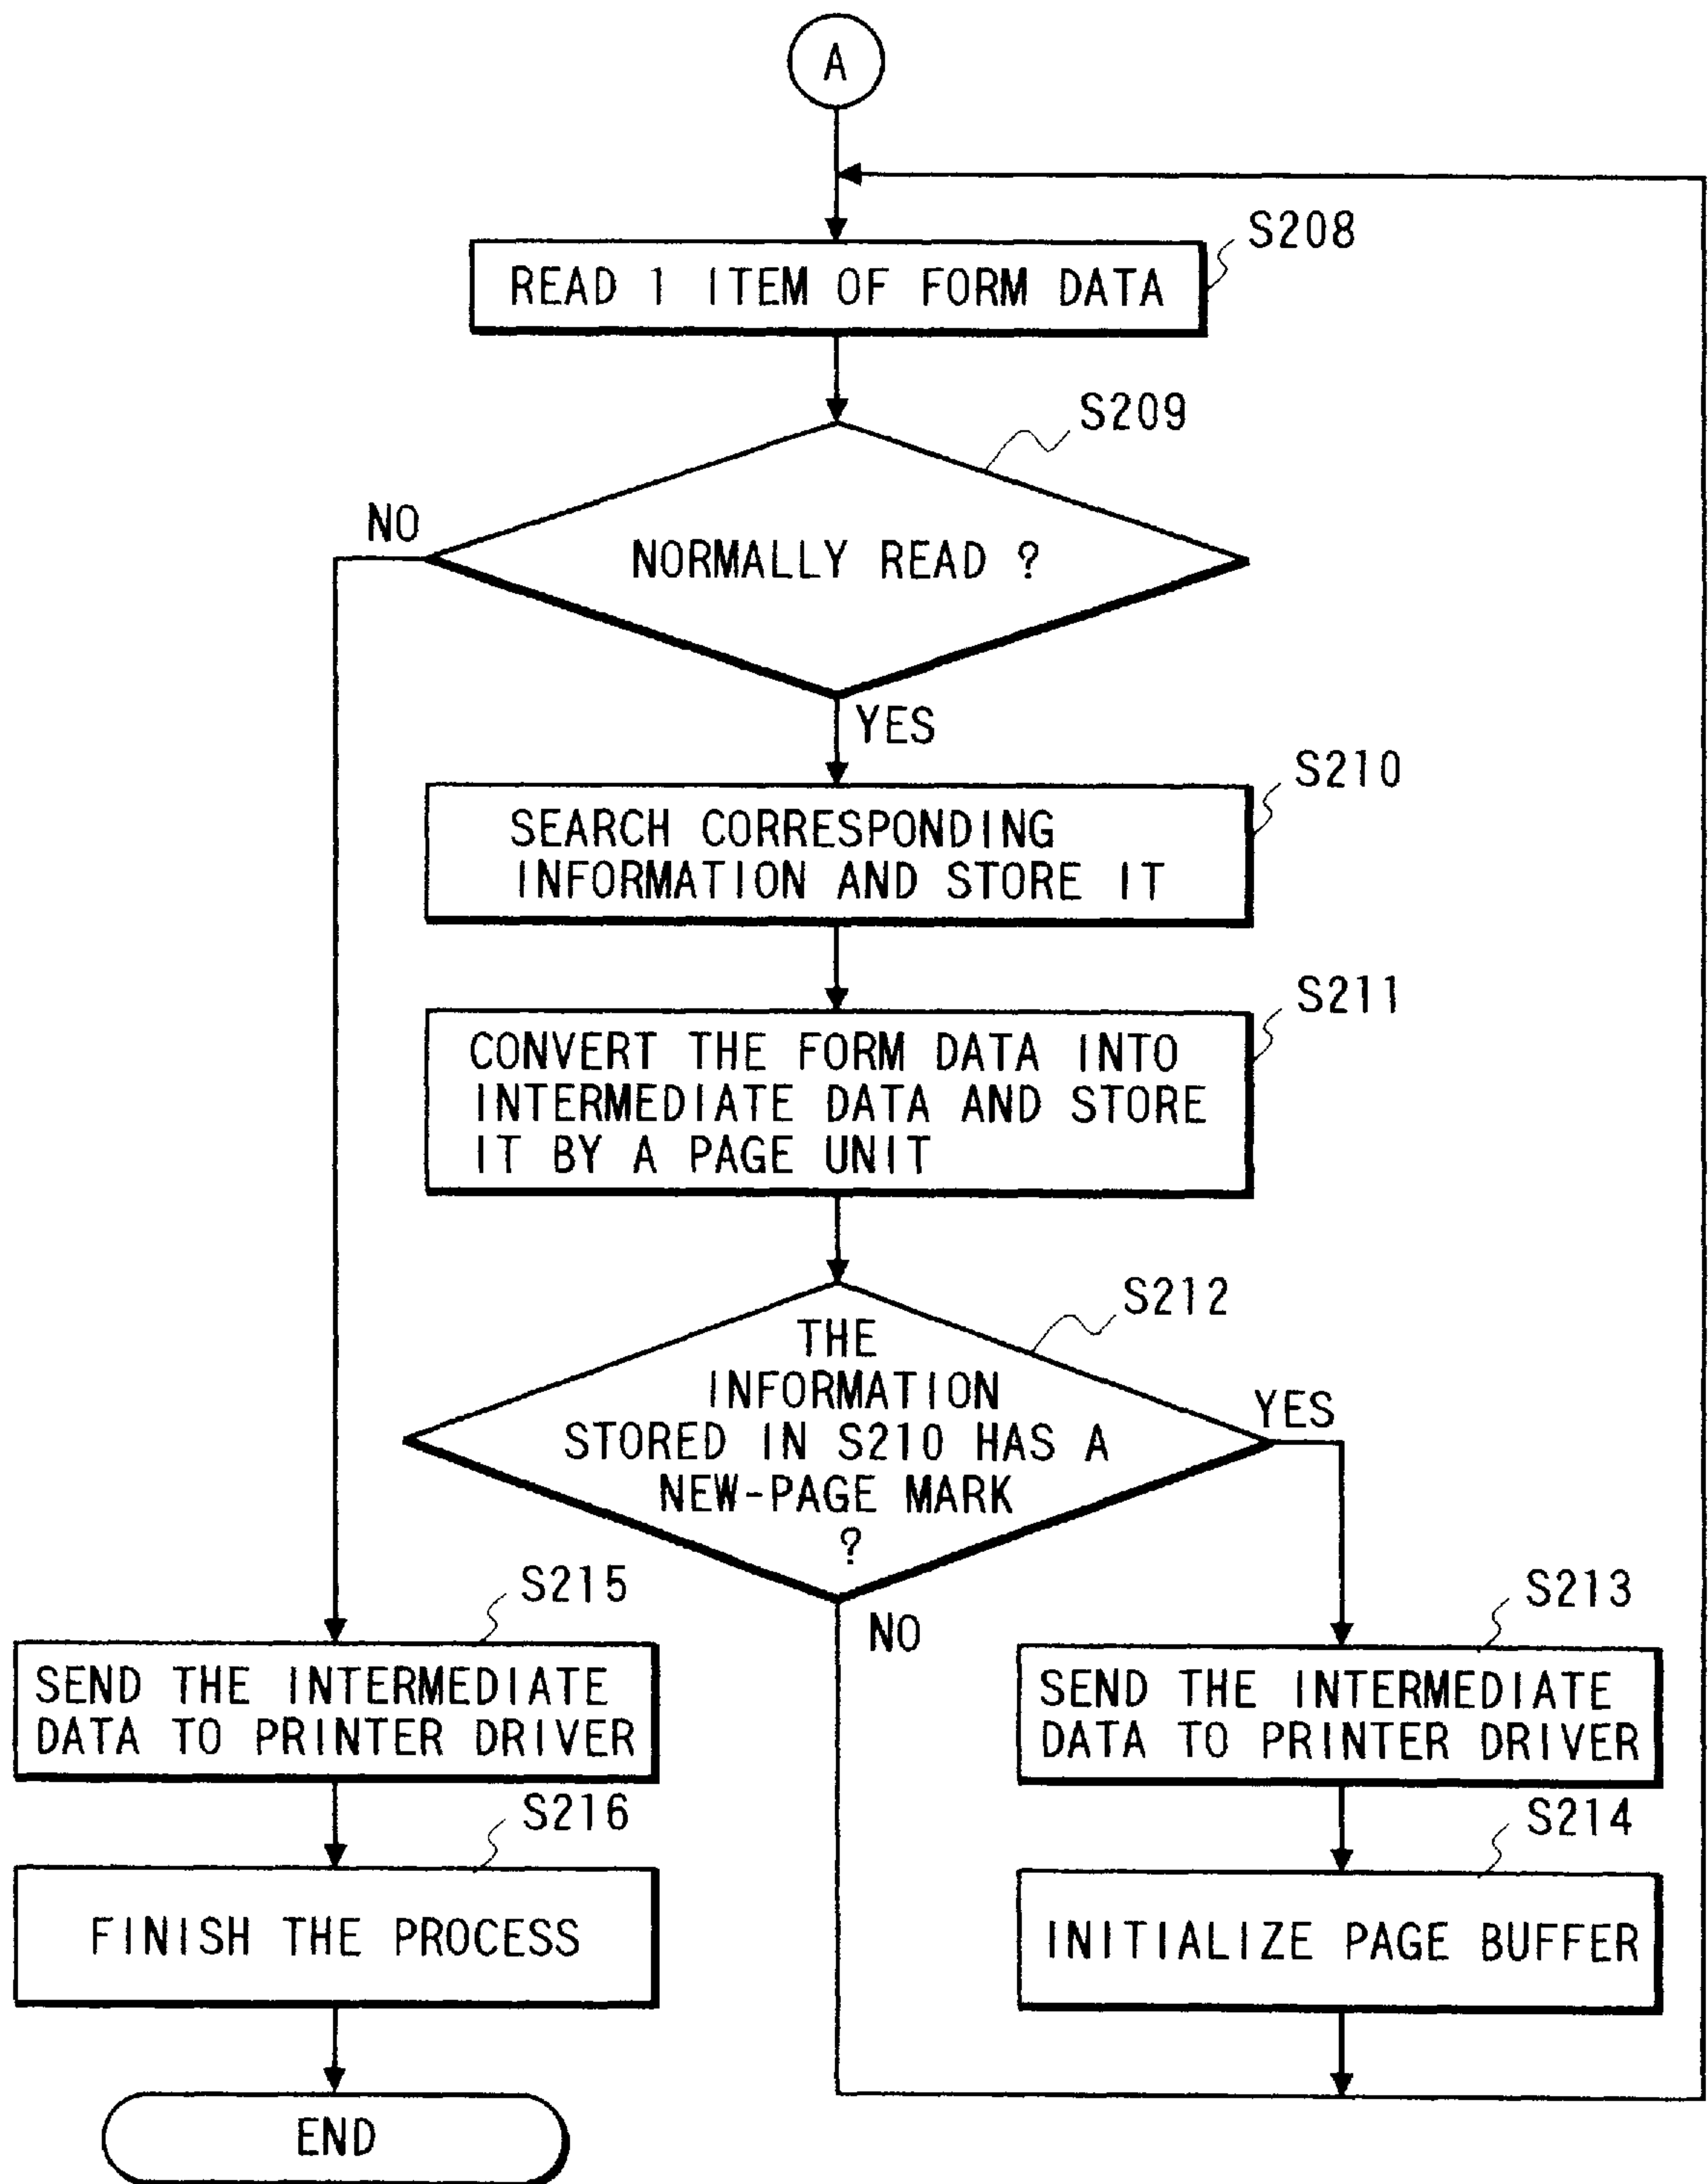 A
S208
READ 1 ITEM OF FORM DATA
S209
NO
NORMALLY READ ?
YES
S210
SEARCH CORRESPONDING
INFORMATION AND STORE IT
S211
CONVERT THE FORM DATA INTO
INTERMEDIATE DATA AND STORE
IT BY A PAGE UNIT
S212
THE
INFORMATION
STORED IN S210 HAS A
NEW-PAGE MARK
?
YES
NO
S215
SEND THE INTERMEDIATE
DATA TO PRINTER DRIVER
S213
SEND THE INTERMEDIATE
DATA TO PRINTER DRIVER
S216
FINISH THE PROCESS
S214
INITIALIZE PAGE BUFFER
END